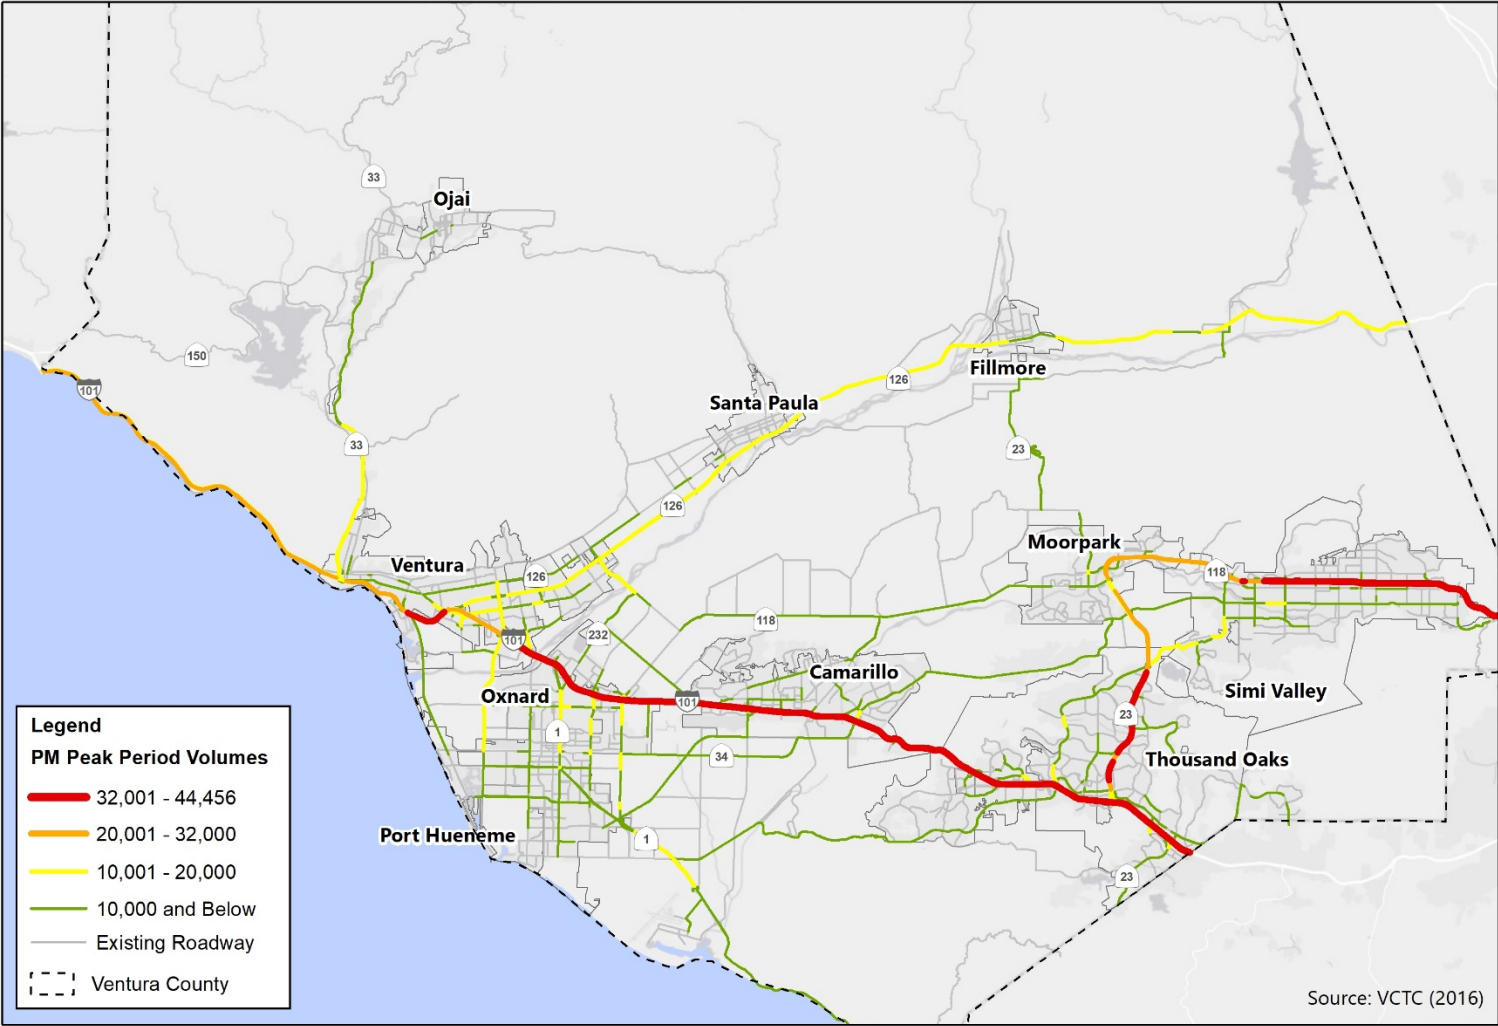 33
Ojai
150
101
126
Fillmore
Santa Paula
33
23
126
Moorpark
Ventura
126
118
118
232
101
Camarillo
Simi Valley
Oxnard
101
23
1
34
Thousand Oaks
Port Hueneme
1
23
Legend
PM Peak Period Volumes
32,001 - 44,456
20,001 - 32,000
10,001 - 20,000
10,000 and Below
Existing Roadway
Ventura County
Source: VCTC (2016)